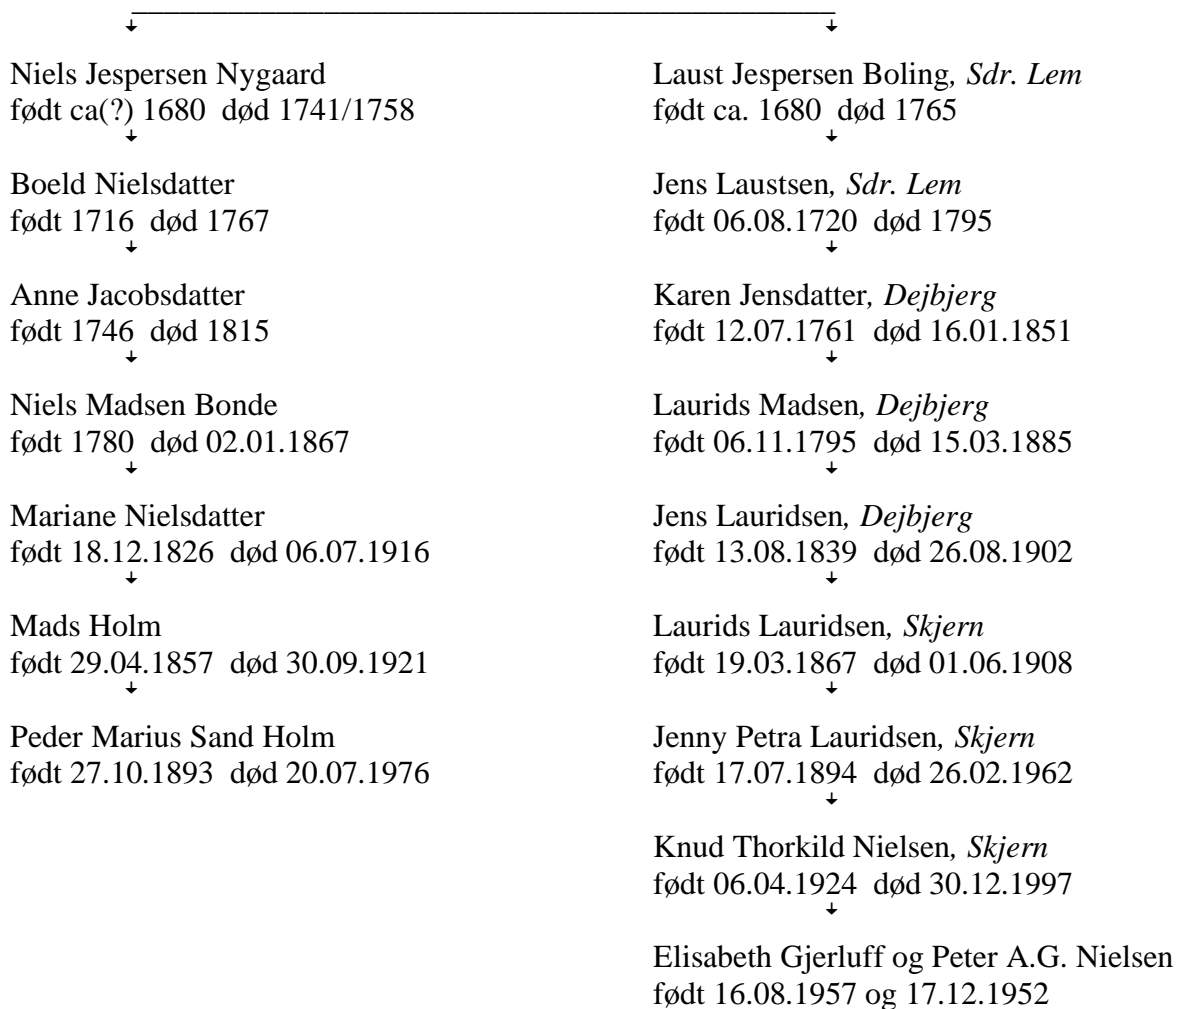 Niels Jespersen Nygaard
født ca(?) 1680 død 1741/1758
Boeld Nielsdatter
født 1716 død 1767
Anne Jacobsdatter
født 1746 død 1815
Niels Madsen Bonde
født 1780 død 02.01.1867
Mariane Nielsdatter
født 18.12.1826 død 06.07.1916
Mads Holm
født 29.04.1857 død 30.09.1921
Peder Marius Sand Holm
født 27.10.1893 død 20.07.1976
Laust Jespersen Boling, Sdr. Lem
født ca. 1680 død 1765
Jens Laustsen, Sdr. Lem
født 06.08.1720 død 1795
Karen Jensdatter, Dejbjerg
født 12.07.1761 død 16.01.1851
Laurids Madsen, Dejbjerg
født 06.11.1795 død 15.03.1885
Jens Lauridsen, Dejbjerg
født 13.08.1839 død 26.08.1902
Laurids Lauridsen, Skjern
født 19.03.1867 død 01.06.1908
Jenny Petra Lauridsen, Skjern
født 17.07.1894 død 26.02.1962
Knud Thorkild Nielsen, Skjern
født 06.04.1924 død 30.12.1997
Elisabeth Gjerluff og Peter A.G. Nielsen
født 16.08.1957 og 17.12.1952